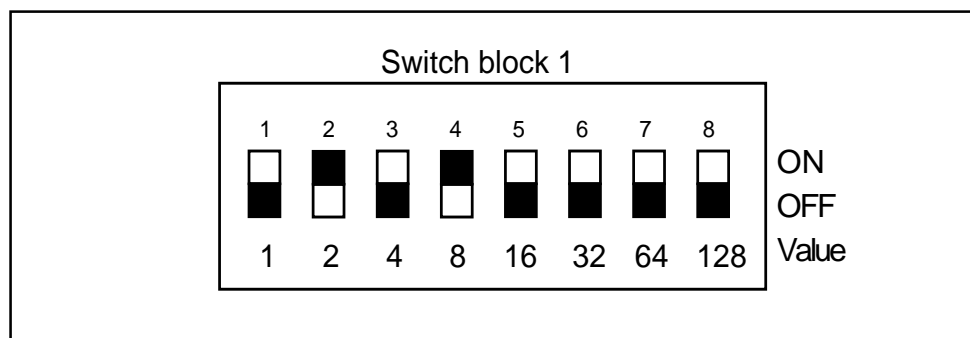 Switch block 1
1 2 3 4 5 6 7 8
ON
OFF
1 2 4 8 16 32 64 128 Value